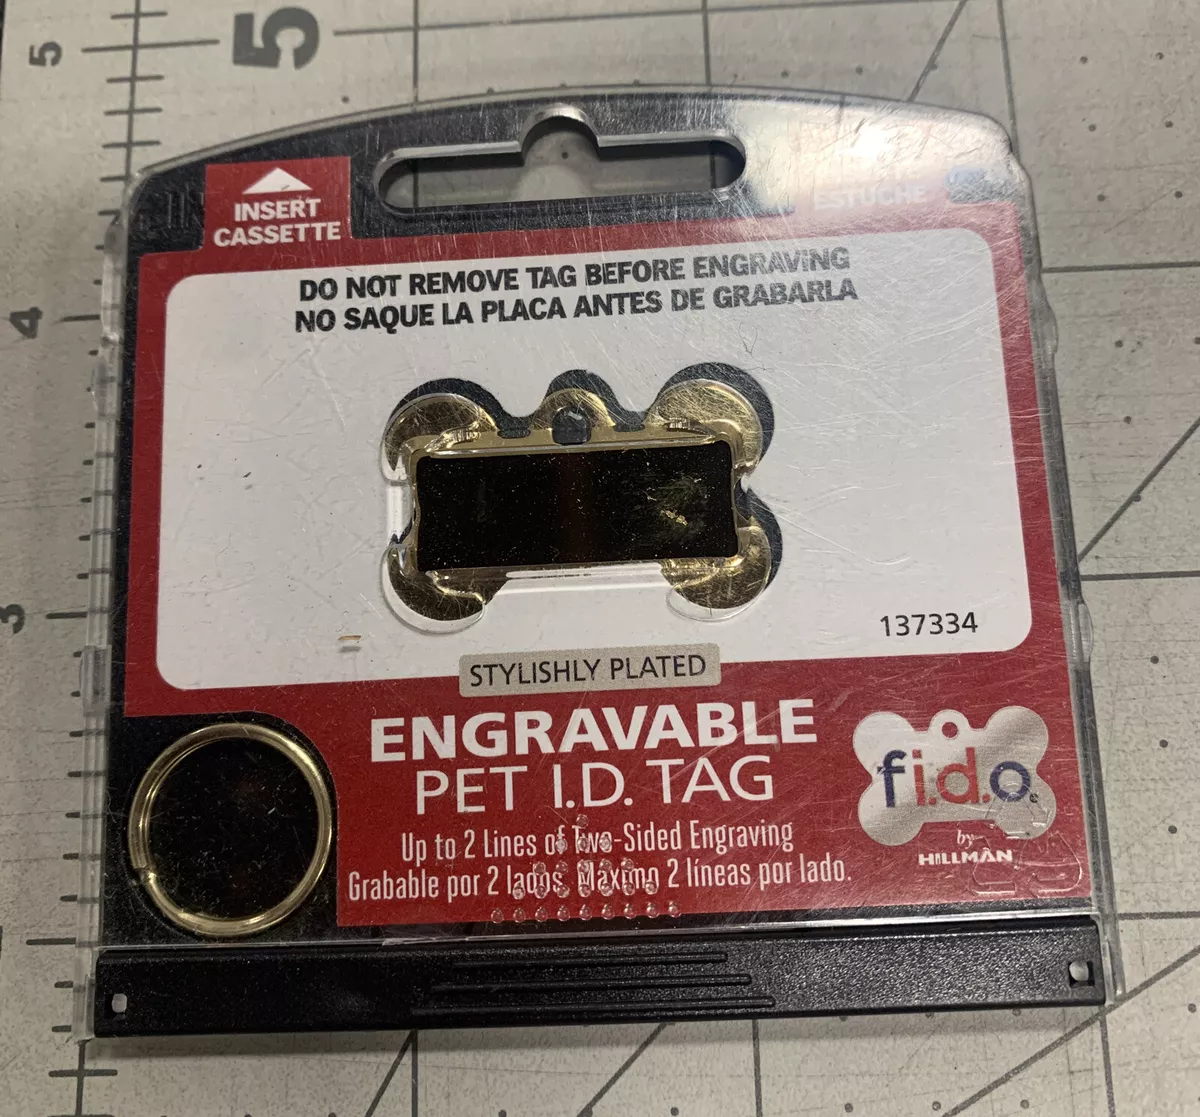 5
5
INSERT
CASSETTE
ESTUCHE
DO NOT REMOVE TAG BEFORE ENGRAVING
NO SAQUE LA PLACA ANTES DE GRABARLA
4
3
137334
STYLISHLY PLATED
ENGRAVABLE
PET I.D. TAG
f.i.d.o.
by
HILLMAN
Up to 2 Lines of Two-Sided Engraving
Grabable por 2 lados. Máximo 2 líneas por lado.